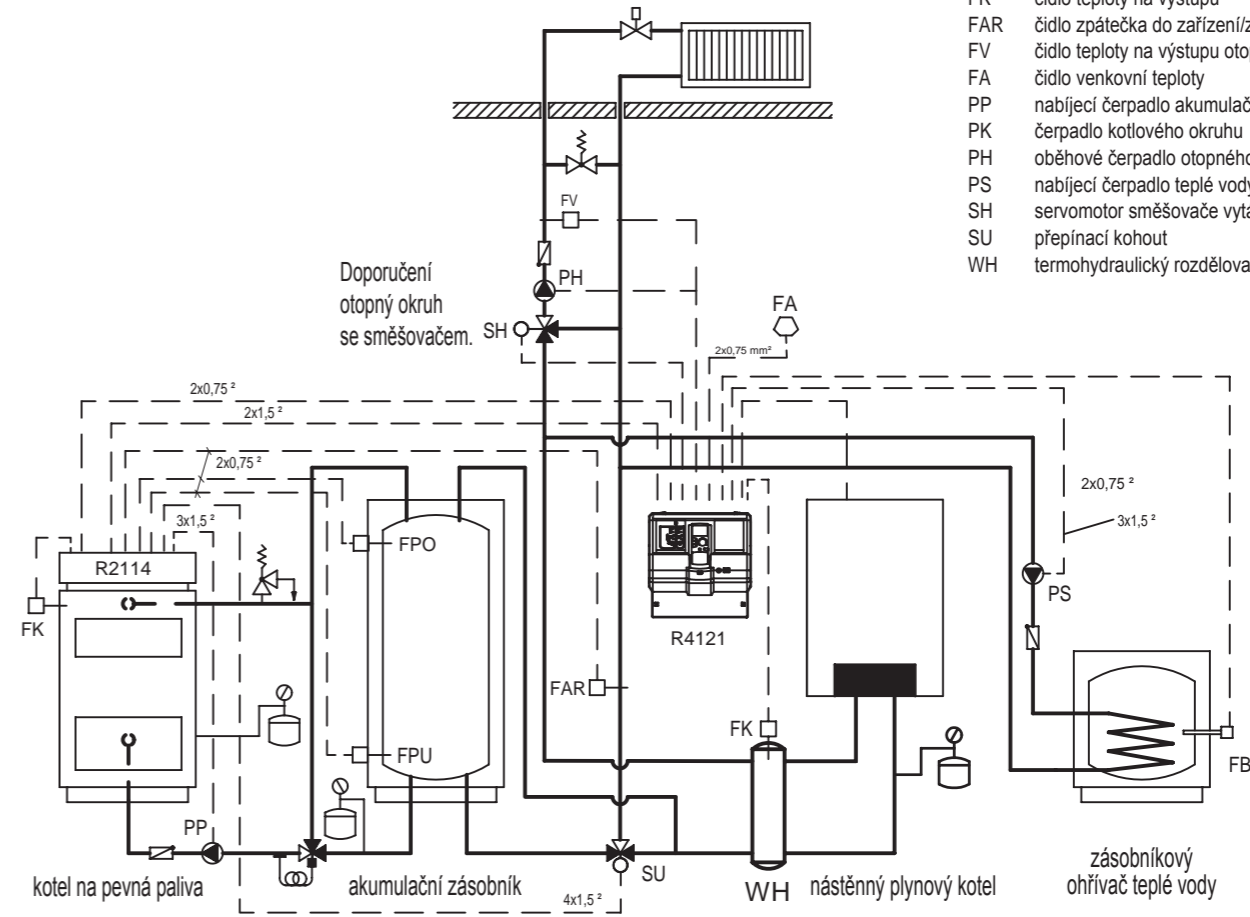 FK čidlo teploty na výstupu
FAR čidlo zpátečka do zařízení/z
FV čidlo teploty na výstupu otop
FA čidlo venkovní teploty
PP nabíjecí čerpadlo akumulač
PK čerpadlo kotlového okruhu
PH oběhové čerpadlo otopného
PS nabíjecí čerpadlo teplé vody
SH servomotor směšovače vyta
SU přepínací kohout
WH termohydraulický rozdělova
FV
Doporučení
otopný okruh
se směšovačem.
PH
SH
FA
2x0,75 mm²
2x0,75 ²
2x1,5 ²
2x0,75 ²
3x1,5 ²
2x0,75 ²
3x1,5 ²
R2114
FPO
FK
R4121
PS
FAR
FK
FPU
FB
PP
SU
WH
kotel na pevná paliva
akumulační zásobník
4x1,5 ²
nástěnný plynový kotel
zásobníkový
ohřívač teplé vody